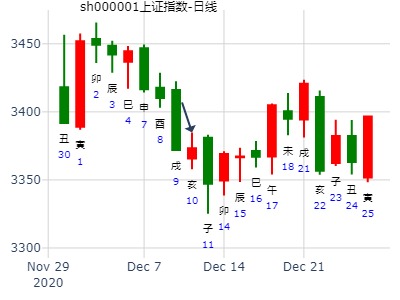 sh000001上证指数-日线
3450
3400
3350
3300
丑
30
寅
1
卯
2
辰
3
巳
4
申
7
酉
8
戌
9
亥
10
子
11
卯
14
辰
15
巳
16
午
17
未
18
戌
21
亥
22
子
23
丑
24
寅
25
Nov 29
2020
Dec 7
Dec 14
Dec 21